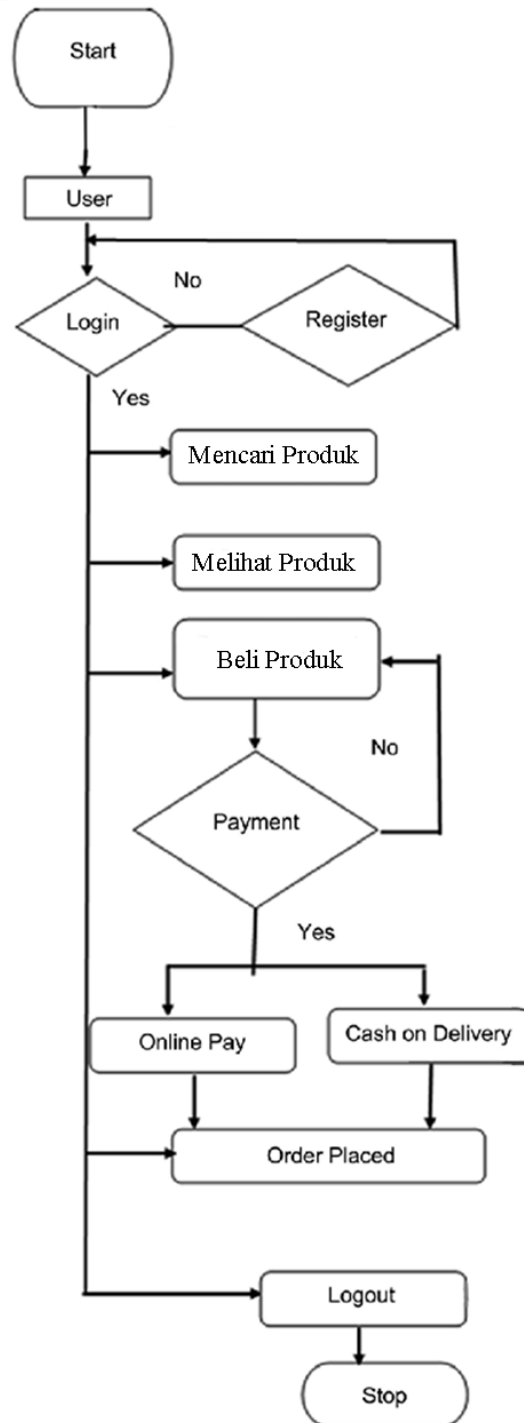 Start
User
No
Login
Register
Yes
Mencari Produk
Melihat Produk
Beli Produk
No
Payment
Yes
Online Pay
Cash on Delivery
Order Placed
Logout
Stop